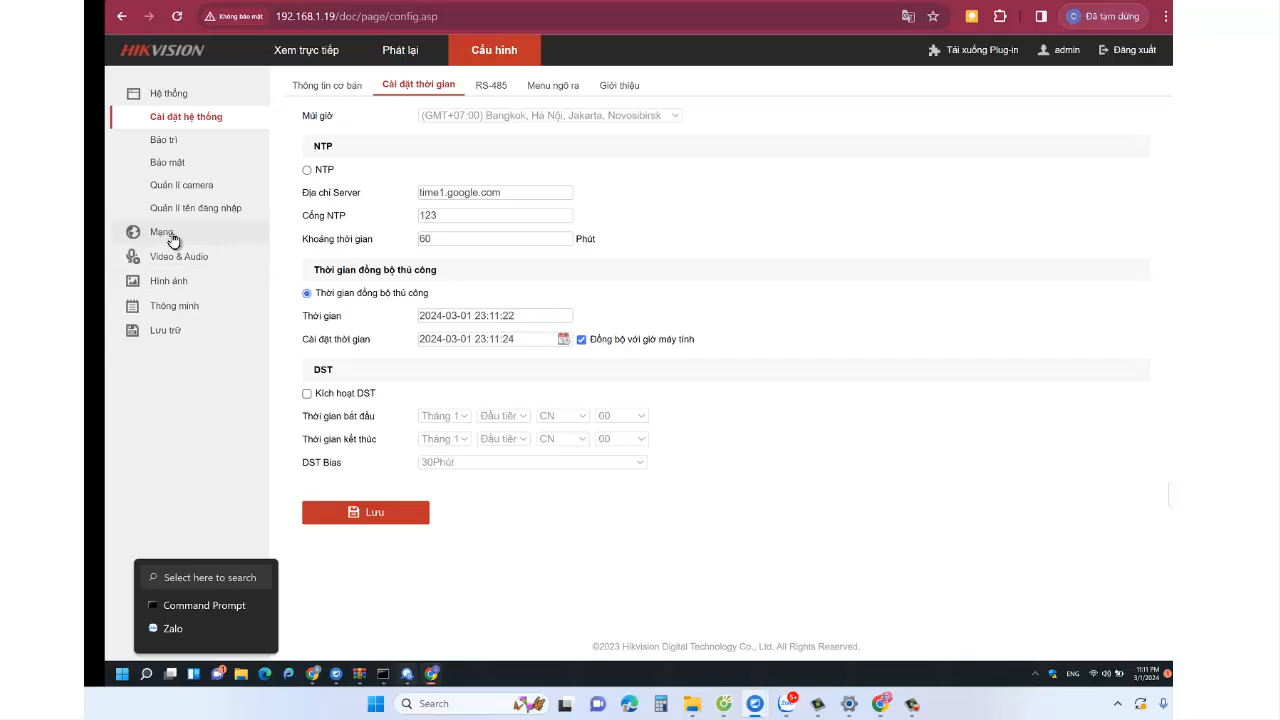 Không bảo mật
192.168.1.19/doc/page/config.asp
C
Đã tạm dừng
HIKVISION
Xem trực tiếp
Phát lại
Cấu hình
Tải xuống Plug-in
admin
Đăng xuất
Hệ thống
Cài đặt hệ thống
Bảo trì
Bảo mật
Quản lí camera
Quản lí tên đăng nhập
Mạng
Video & Audio
Hình ảnh
Thông minh
Lưu trữ
Thông tin cơ bản
Cài đặt thời gian
RS-485
Menu ngõ ra
Giới thiệu
Múi giờ
(GMT+07:00) Bangkok, Hà Nội, Jakarta, Novosibirsk
NTP
NTP
Địa chỉ Server
time1.google.com
Cổng NTP
123
Khoảng thời gian
60
Phút
Thời gian đồng bộ thủ công
Thời gian đồng bộ thủ công
Thời gian
2024-03-01 23:11:22
Cài đặt thời gian
2024-03-01 23:11:24
Đồng bộ với giờ máy tính
DST
Kích hoạt DST
Thời gian bắt đầu
Tháng 1
Đầu tiên
CN
00
Thời gian kết thúc
Tháng 1
Đầu tiên
CN
00
DST Bias
30Phút
Lưu
Select here to search
Command Prompt
Zalo
©2023 Hikvision Digital Technology Co., Ltd. All Rights Reserved.
ENG
11:11 PM
3/1/2024
Search
5+